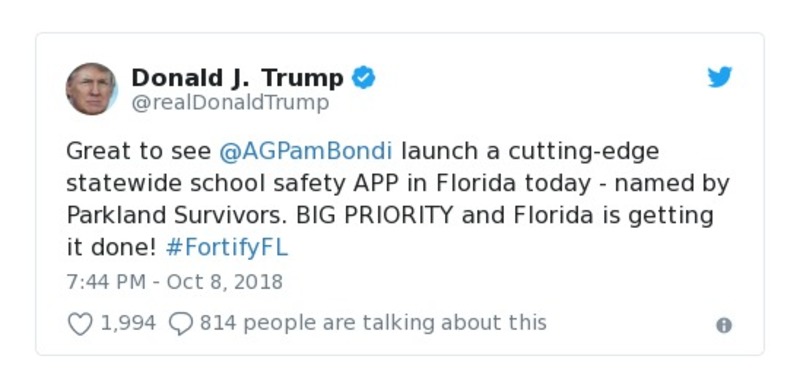 Donald J. Trump
@realDonaldTrump
Great to see @AGPamBondi launch a cutting-edge
statewide school safety APP in Florida today - named by
Parkland Survivors. BIG PRIORITY and Florida is getting
it done! #FortifyFL
7:44 PM - Oct 8, 2018
1,994 814 people are talking about this